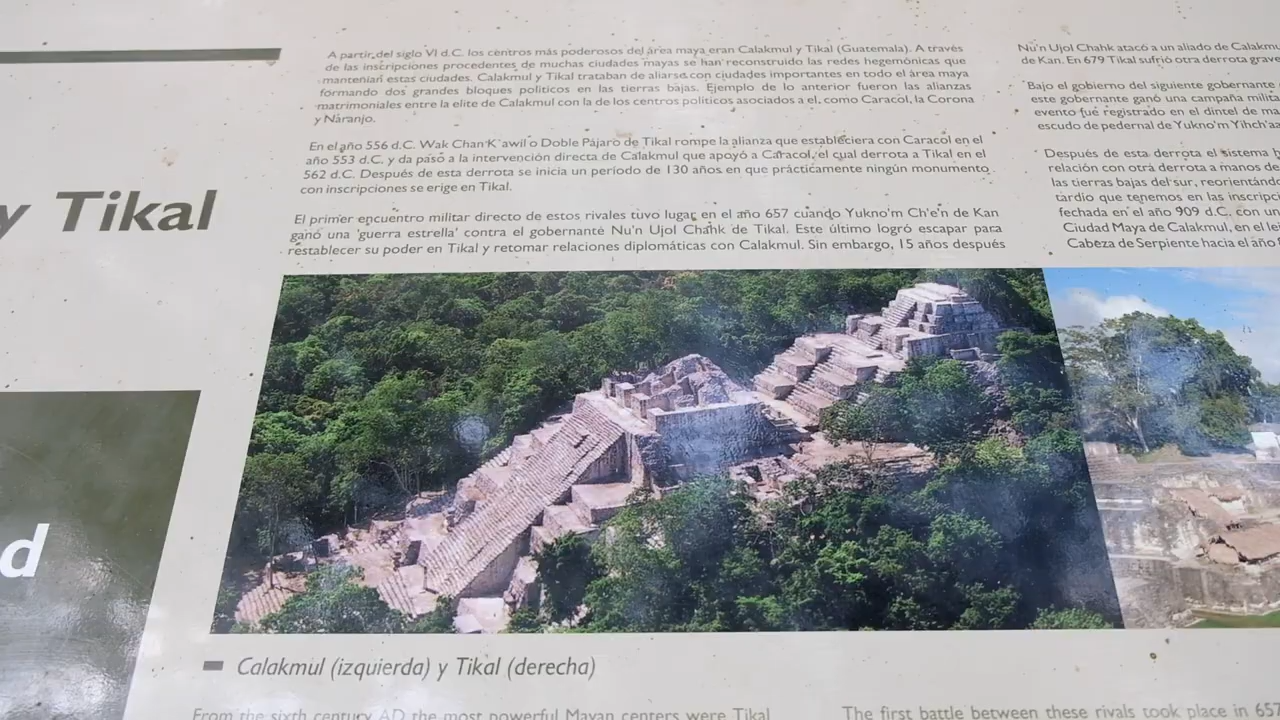 A partir del siglo VI d.C. los centros más poderosos del área maya eran Calakmul y Tikal (Guatemala). A través
de las inscripciones procedentes de muchas ciudades mayas se han reconstruido las redes hegemónicas que
mantenían estas ciudades. Calakmul y Tikal trataban de aliarse con ciudades importantes en todo el área maya
formando dos grandes bloques políticos en las tierras bajas. Ejemplo de lo anterior fueron las alianzas
matrimoniales entre la elite de Calakmul con la de los centros políticos asociados a el, como Caracol, la Corona
y Naranjo.
En el año 556 d.C. Wak Chan K´awil o Doble Pájaro de Tikal rompe la alianza que estableciera con Caracol en el
año 553 d.C. y da pasó a la intervención directa de Calakmul que apoyó a Caracol, el cual derrota a Tikal en el
562 d.C. Después de esta derrota se inicia un período de 130 años en que prácticamente ningún monumento
con inscripciones se erige en Tikal.
El primer encuentro militar directo de estos rivales tuvo lugar en el año 657 cuando Yukno'm Ch'e'n de Kan
ganó una 'guerra estrella' contra el gobernante Nu'n Ujol Chahk de Tikal. Este último logró escapar para
restablecer su poder en Tikal y retomar relaciones diplomáticas con Calakmul. Sin embargo, 15 años después
Nu'n Ujol Chahk atacó a un aliado de Calakmu
de Kan. En 679 Tikal sufrió otra derrota grave
Bajo el gobierno del siguiente gobernante
este gobernante ganó una campaña milita
evento fué registrado en el dintel de ma
escudo de pedernal de Yukno'm Yihch'aa
Después de esta derrota el sistema h
relación con otra derrota a manos de
las tierras bajas del sur, reorientándo
tardio que tenemos en las inscripci
fechada en el año 909 d.C. con un
Ciudad Maya de Calakmul, en el le
Cabeza de Serpiente hacia el año
y Tikal
d
Calakmul (izquierda) y Tikal (derecha)
From the sixth century AD the most powerful Mayan centers were Tikal
The first battle between these rivals took place in 657